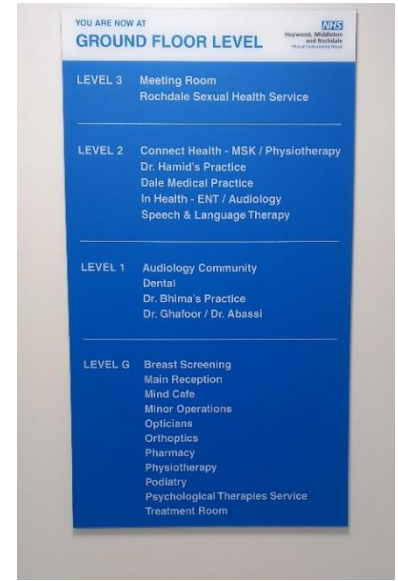 YOU ARE NOW AT
GROUND FLOOR LEVEL
NHS
Heywood, Middleton
and Rochdale
Clinical Commissioning Group
LEVEL 3 Meeting Room
Rochdale Sexual Health Service
LEVEL 2 Connect Health - MSK / Physiotherapy
Dr. Hamid's Practice
Dale Medical Practice
In Health - ENT / Audiology
Speech & Language Therapy
LEVEL 1 Audiology Community
Dental
Dr. Bhima's Practice
Dr. Ghafoor / Dr. Abassi
LEVEL G Breast Screening
Main Reception
Mind Cafe
Minor Operations
Opticians
Orthoptics
Pharmacy
Physiotherapy
Podiatry
Psychological Therapies Service
Treatment Room